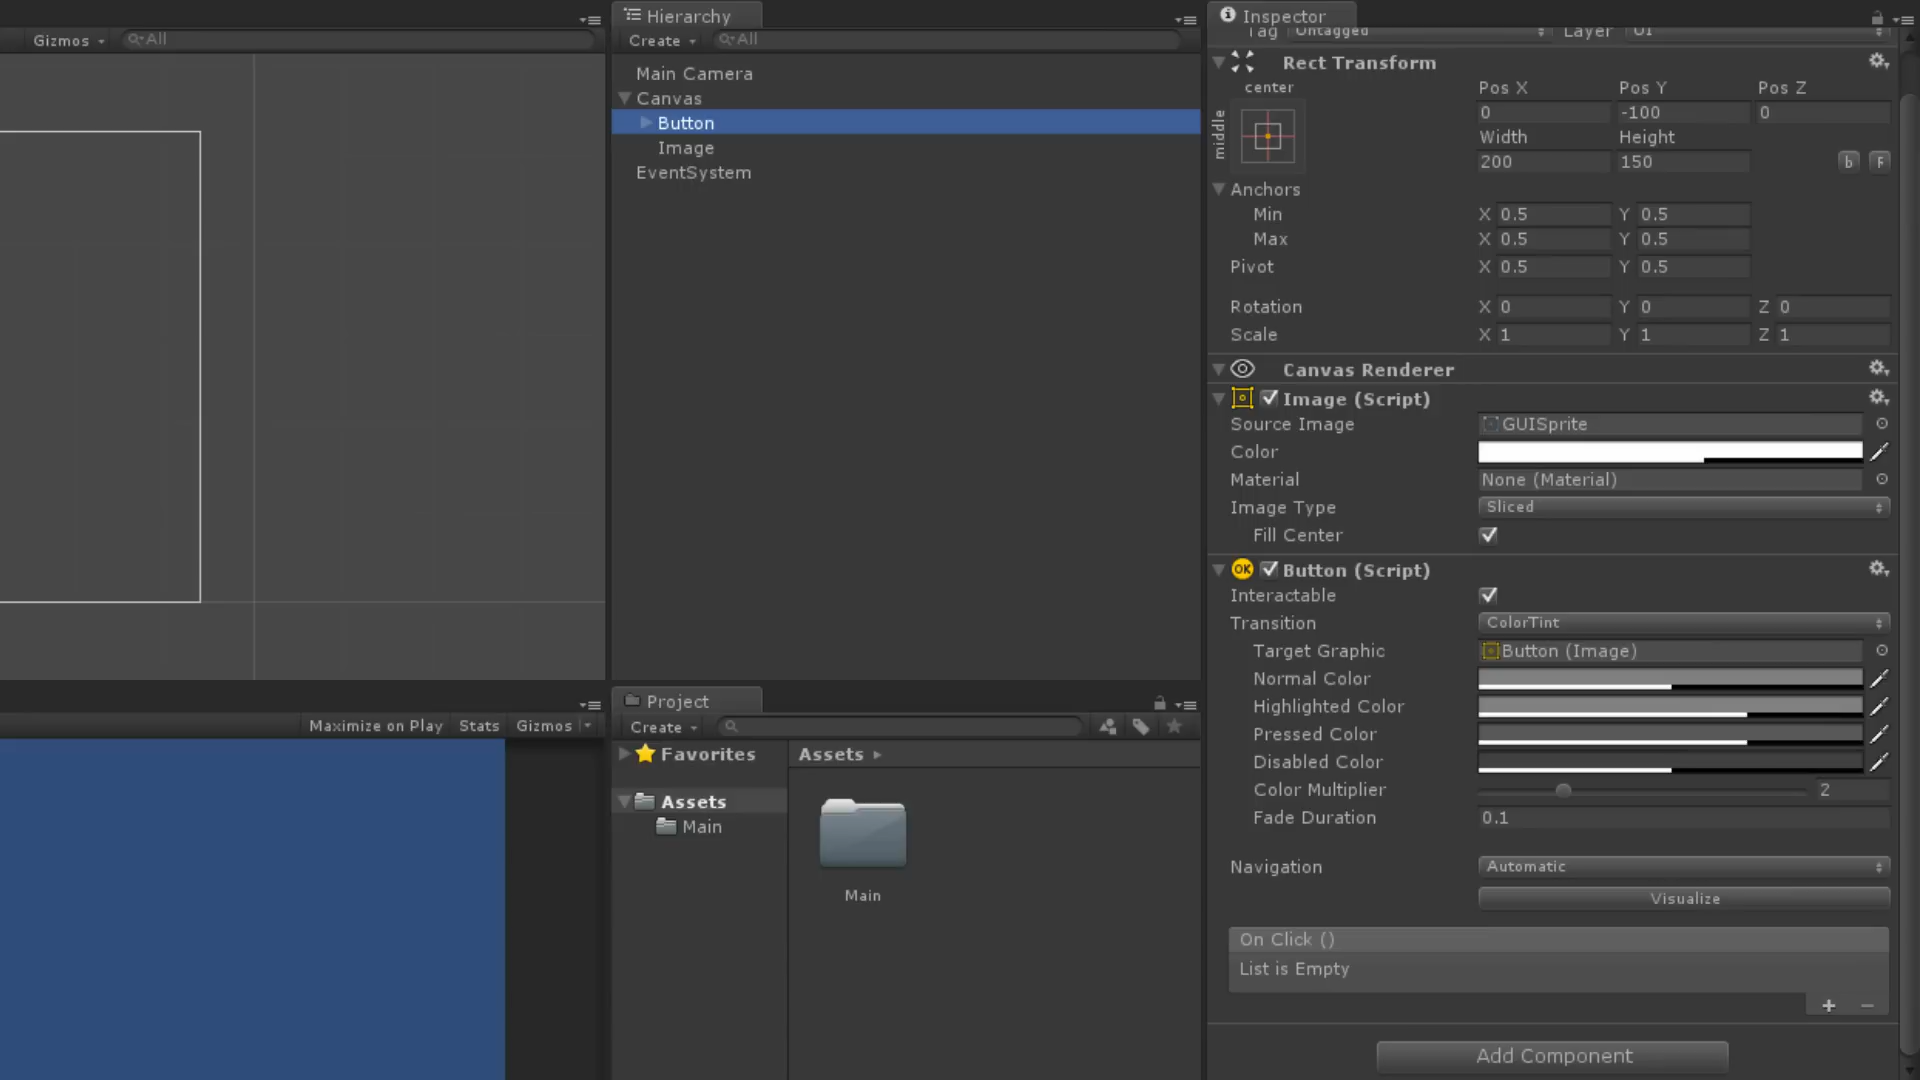 Gizmos
All
Maximize on Play Stats Gizmos
Hierarchy
Create All
Main Camera
Canvas
Button
Image
EventSystem
Project
Create
Favorites
Assets
Main
Assets
Main
Inspector
Tag Untagged Layer UI
Rect Transform
center
middle
Pos X Pos Y Pos Z
0 -100 0
Width Height
200 150
b F
Anchors
Min X 0.5 Y 0.5
Max X 0.5 Y 0.5
Pivot X 0.5 Y 0.5
Rotation X 0 Y 0 Z 0
Scale X 1 Y 1 Z 1
Canvas Renderer
Image (Script)
Source Image GUISprite
Color
Material None (Material)
Image Type Sliced
Fill Center
OK Button (Script)
Interactable
Transition ColorTint
Target Graphic Button (Image)
Normal Color
Highlighted Color
Pressed Color
Disabled Color
Color Multiplier 2
Fade Duration 0.1
Navigation Automatic
Visualize
On Click ()
List is Empty
+ −
Add Component